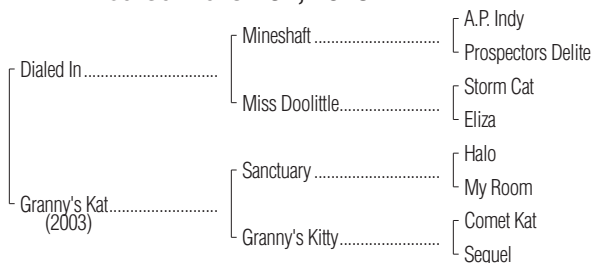 A.P. Indy
Mineshaft
Prospectors Delite
Dialed In
Storm Cat
Miss Doolittle
Eliza
Halo
Sanctuary
My Room
Granny's Kat
(2003)
Comet Kat
Granny's Kitty
Sequel